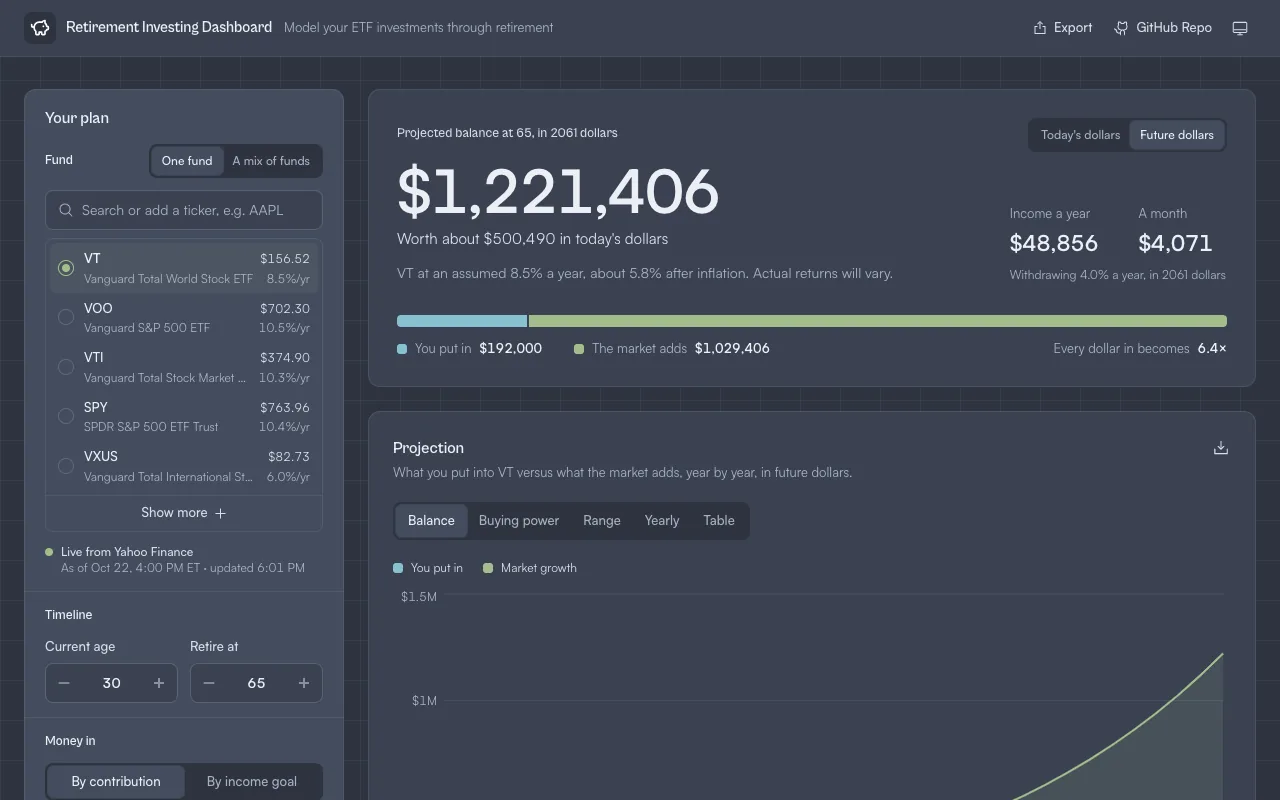 Retirement Investing Dashboard
Model your ETF investments through retirement
Export
GitHub Repo
Your plan
Fund
One fund
A mix of funds
Search or add a ticker, e.g. AAPL
VT
$156.52
Vanguard Total World Stock ETF
8.5%/yr
VOO
$702.30
Vanguard S&P 500 ETF
10.5%/yr
VTI
$374.90
Vanguard Total Stock Market ...
10.3%/yr
SPY
$763.96
SPDR S&P 500 ETF Trust
10.4%/yr
VXUS
$82.73
Vanguard Total International St...
6.0%/yr
Show more
Live from Yahoo Finance
As of Oct 22, 4:00 PM ET · updated 6:01 PM
Timeline
Current age
Retire at
30
65
Money in
By contribution
By income goal
Projected balance at 65, in 2061 dollars
Today's dollars
Future dollars
$1,221,406
Worth about $500,490 in today's dollars
VT at an assumed 8.5% a year, about 5.8% after inflation. Actual returns will vary.
Income a year
A month
$48,856
$4,071
Withdrawing 4.0% a year, in 2061 dollars
You put in $192,000
The market adds $1,029,406
Every dollar in becomes 6.4×
Projection
What you put into VT versus what the market adds, year by year, in future dollars.
Balance
Buying power
Range
Yearly
Table
You put in
Market growth
$1.5M
$1M